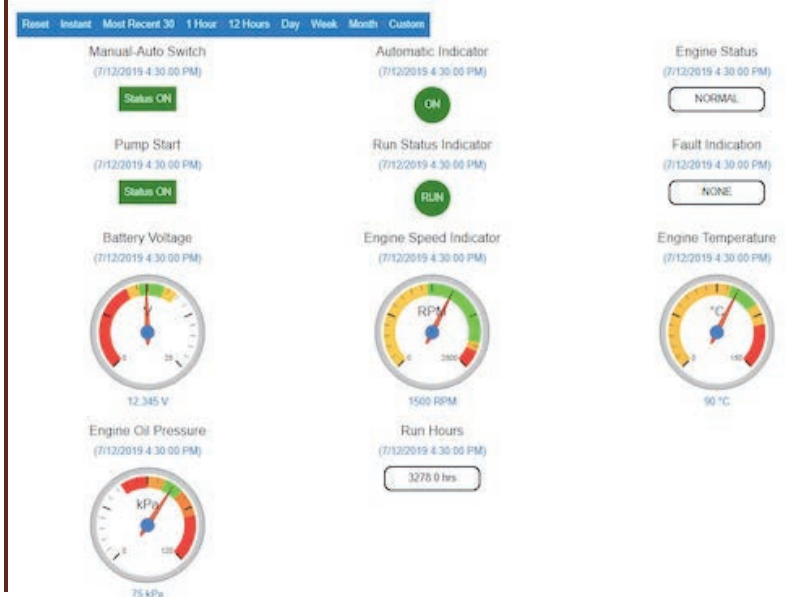 Reset Instant Most Recent 30 1 Hour 12 Hours Day Week Month Custom
Manual-Auto Switch
(7/12/2019 4:30:00 PM)
Status ON
Automatic Indicator
(7/12/2019 4:30:00 PM)
ON
Engine Status
(7/12/2019 4:30:00 PM)
NORMAL
Pump Start
(7/12/2019 4:30:00 PM)
Status ON
Run Status Indicator
(7/12/2019 4:30:00 PM)
RUN
Fault Indication
(7/12/2019 4:30:00 PM)
NONE
Battery Voltage
(7/12/2019 4:30:00 PM)
V
0
25
12.345 V
Engine Speed Indicator
(7/12/2019 4:30:00 PM)
RPM
0
2500
1500 RPM
Engine Temperature
(7/12/2019 4:30:00 PM)
°C
0
150
90 °C
Engine Oil Pressure
(7/12/2019 4:30:00 PM)
kPa
0
120
75 kPa
Run Hours
(7/12/2019 4:30:00 PM)
3278.0 hrs